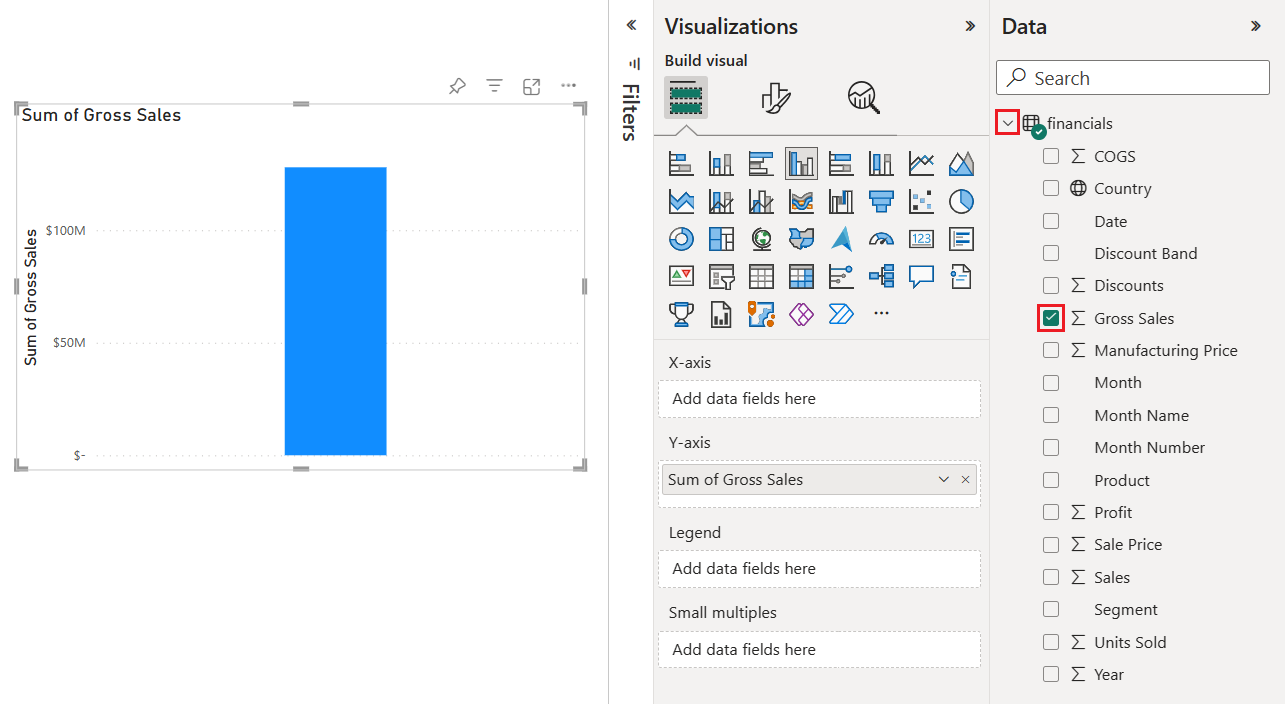 Sum of Gross Sales
Sum of Gross Sales
$100M
$50M
$-
Filters
Visualizations
Build visual
123
X-axis
Add data fields here
Y-axis
Sum of Gross Sales
Legend
Add data fields here
Small multiples
Add data fields here
Data
Search
financials
COGS
Country
Date
Discount Band
Discounts
Gross Sales
Manufacturing Price
Month
Month Name
Month Number
Product
Profit
Sale Price
Sales
Segment
Units Sold
Year